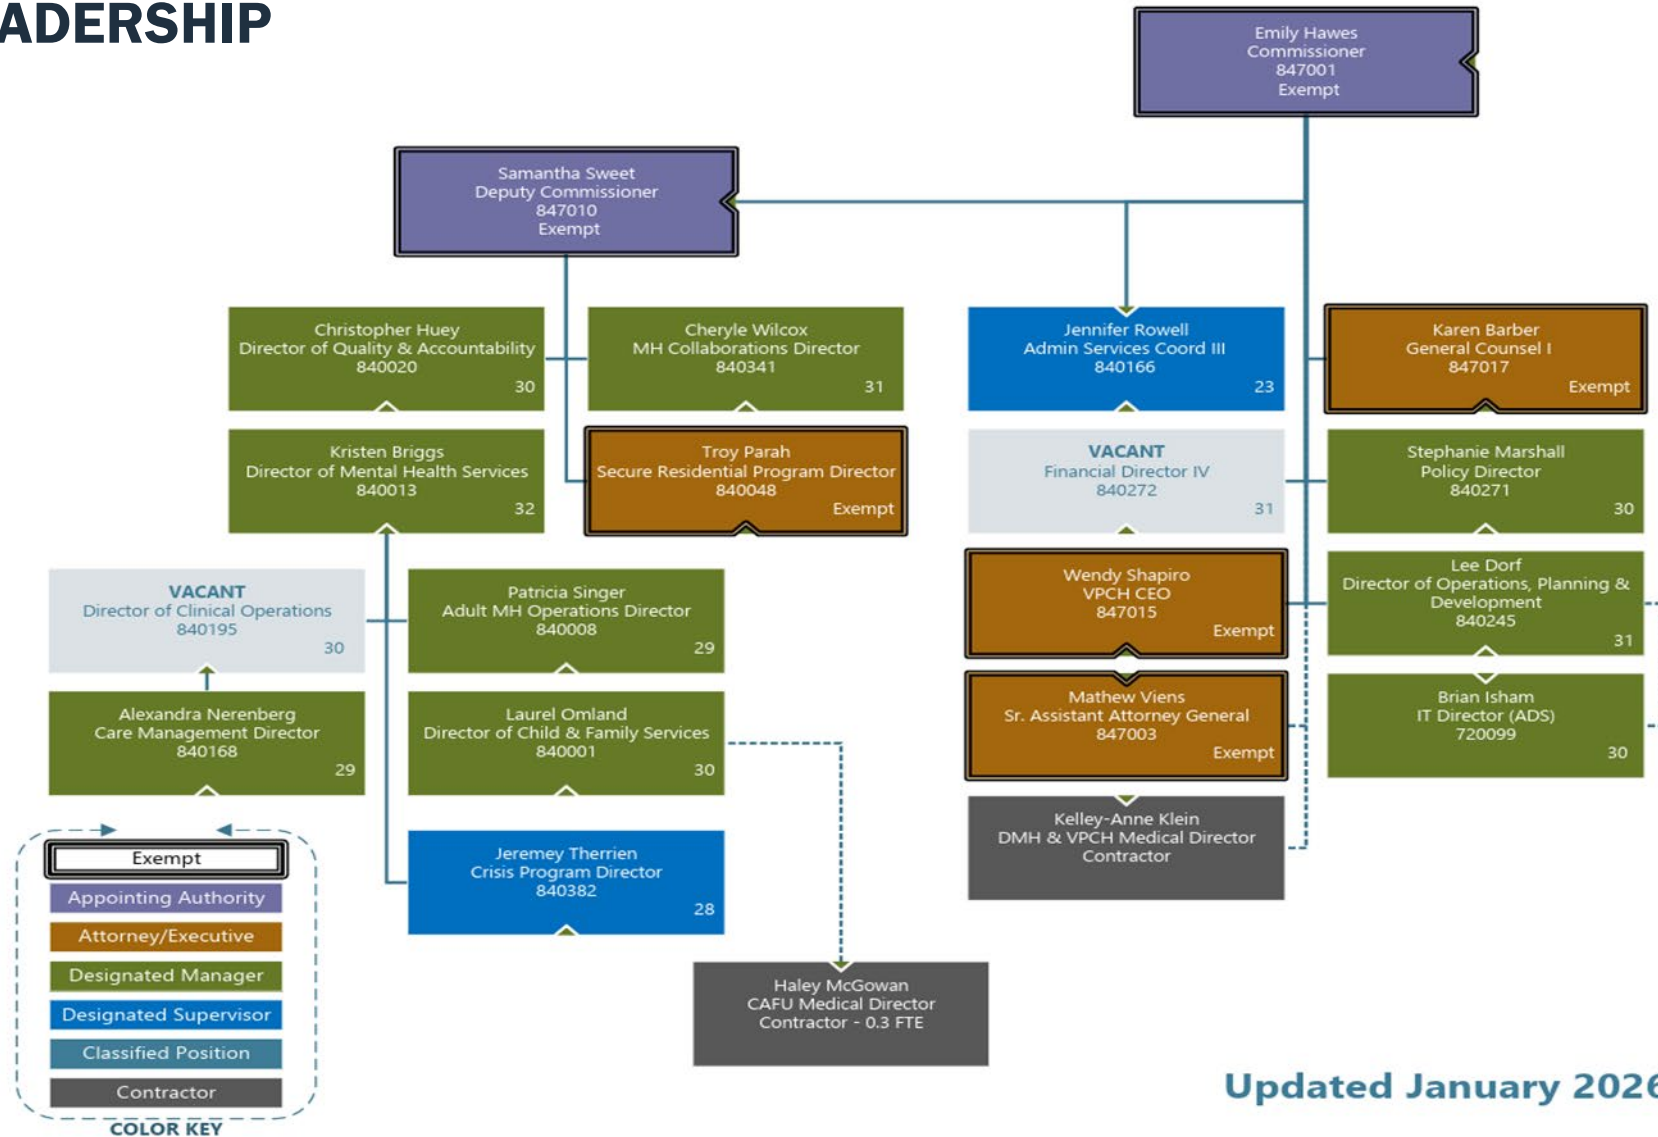 ADERSHIP
Emily Hawes
Commissioner
847001
Exempt
Samantha Sweet
Deputy Commissioner
847010
Exempt
Christopher Huey
Director of Quality & Accountability
840020
30
Cheryle Wilcox
MH Collaborations Director
840341
31
Jennifer Rowell
Admin Services Coord III
840166
23
Karen Barber
General Counsel I
847017
Exempt
Kristen Briggs
Director of Mental Health Services
840013
32
Troy Parah
Secure Residential Program Director
840048
Exempt
VACANT
Financial Director IV
840272
31
Stephanie Marshall
Policy Director
840271
30
VACANT
Director of Clinical Operations
840195
30
Patricia Singer
Adult MH Operations Director
840008
29
Wendy Shapiro
VPCH CEO
847015
Exempt
Lee Dorf
Director of Operations, Planning &
Development
840245
31
Alexandra Nerenberg
Care Management Director
840168
29
Laurel Omland
Director of Child & Family Services
840001
30
Mathew Viens
Sr. Assistant Attorney General
847003
Exempt
Brian Isham
IT Director (ADS)
720099
30
Kelley-Anne Klein
DMH & VPCH Medical Director
Contractor
Jeremey Therrien
Crisis Program Director
840382
28
Haley McGowan
CAFU Medical Director
Contractor - 0.3 FTE
Exempt
Appointing Authority
Attorney/Executive
Designated Manager
Designated Supervisor
Classified Position
Contractor
COLOR KEY
Updated January 2026